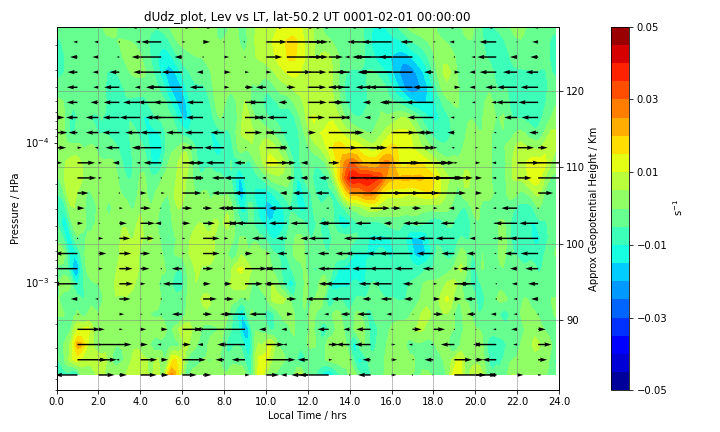 dUdz_plot, Lev vs LT, lat-50.2 UT 0001-02-01 00:00:00
Pressure / HPa
10⁻⁴
10⁻³
0.0 2.0 4.0 6.0 8.0 10.0 12.0 14.0 16.0 18.0 20.0 22.0 24.0
Local Time / hrs
120
110
100
90
Approx Geopotential Height / Km
0.05
0.03
0.01
−0.01
−0.03
−0.05
s⁻¹